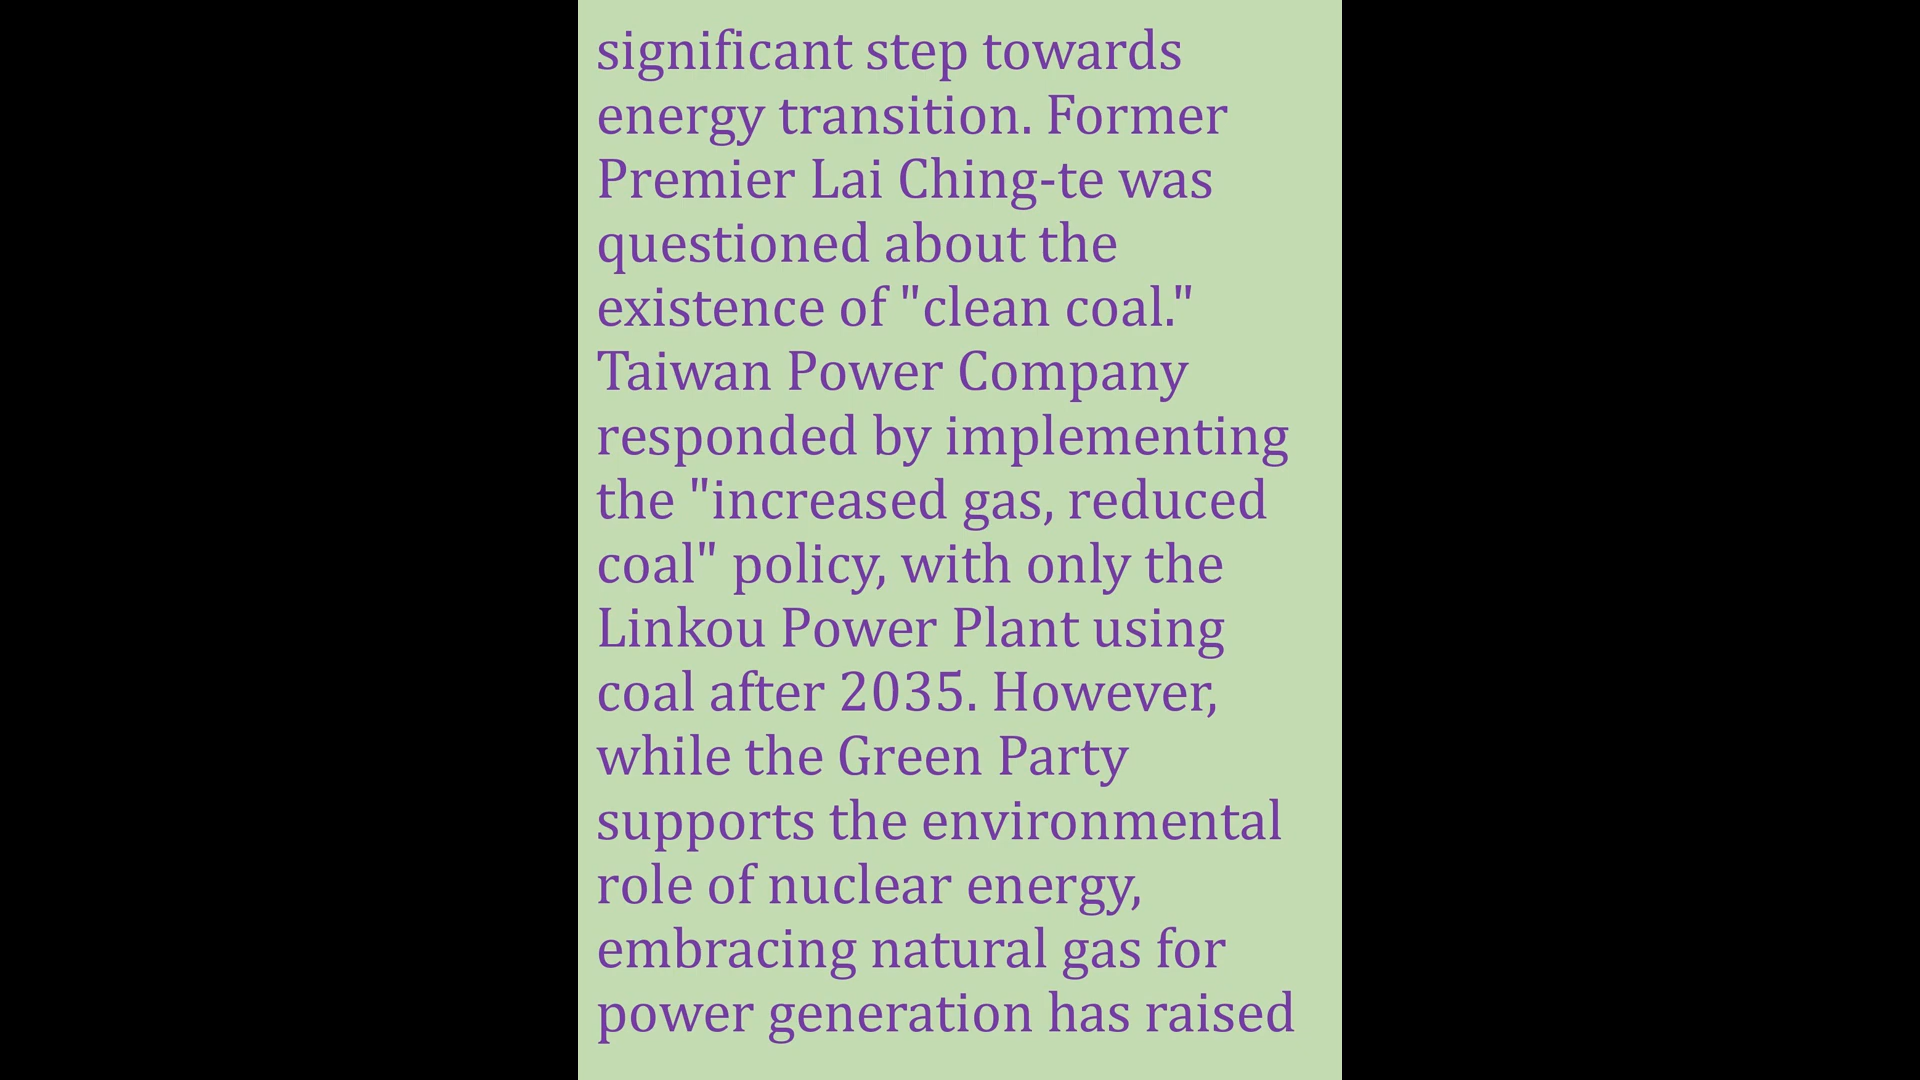 significant step towards
energy transition. Former
Premier Lai Ching-te was
questioned about the
existence of "clean coal."
Taiwan Power Company
responded by implementing
the "increased gas, reduced
coal" policy, with only the
Linkou Power Plant using
coal after 2035. However,
while the Green Party
supports the environmental
role of nuclear energy,
embracing natural gas for
power generation has raised